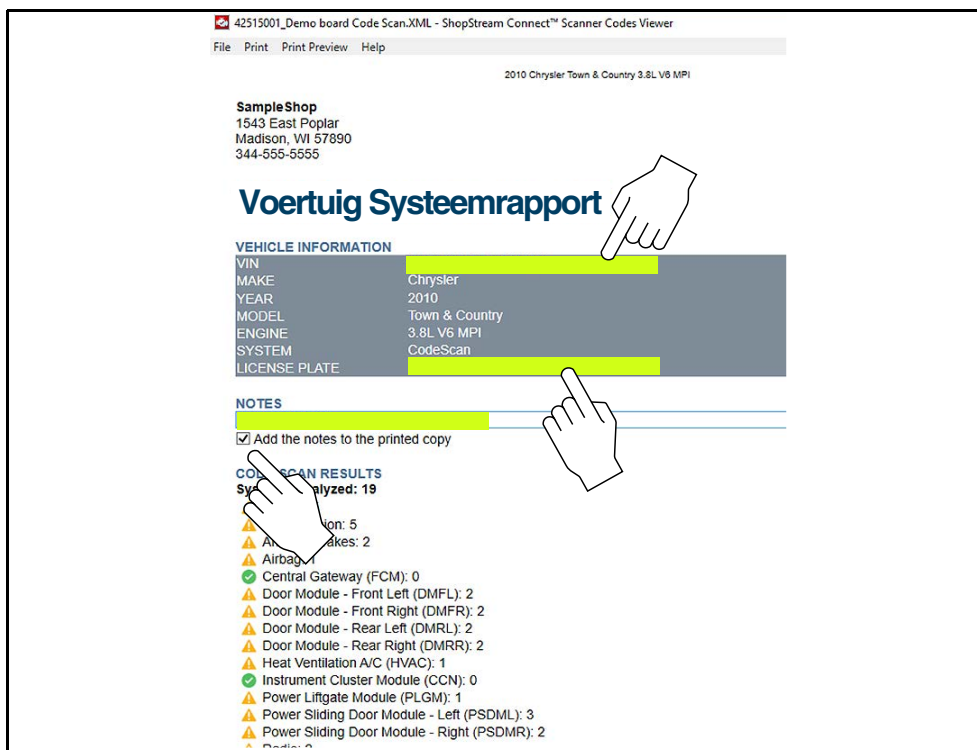 42515001_Demo board Code Scan.XML - ShopStream Connect™ Scanner Codes Viewer
File Print Print Preview Help
2010 Chrysler Town & Country 3.8L V6 MPI
SampleShop
1543 East Poplar
Madison, WI 57890
344-555-5555
Voertuig Systeemrapport
VEHICLE INFORMATION
VIN
MAKE Chrysler
YEAR 2010
MODEL Town & Country
ENGINE 3.8L V6 MPI
SYSTEM CodeScan
LICENSE PLATE
NOTES
Add the notes to the printed copy
SCAN RESULTS
19
5
2
Airbag
Central Gateway (FCM): 0
Door Module - Front Left (DMFL): 2
Door Module - Front Right (DMFR): 2
Door Module - Rear Left (DMRL): 2
Door Module - Rear Right (DMRR): 2
Heat Ventilation A/C (HVAC): 1
Instrument Cluster Module (CCN): 0
Power Liftgate Module (PLGM): 1
Power Sliding Door Module - Left (PSDML): 3
Power Sliding Door Module - Right (PSDMR): 2